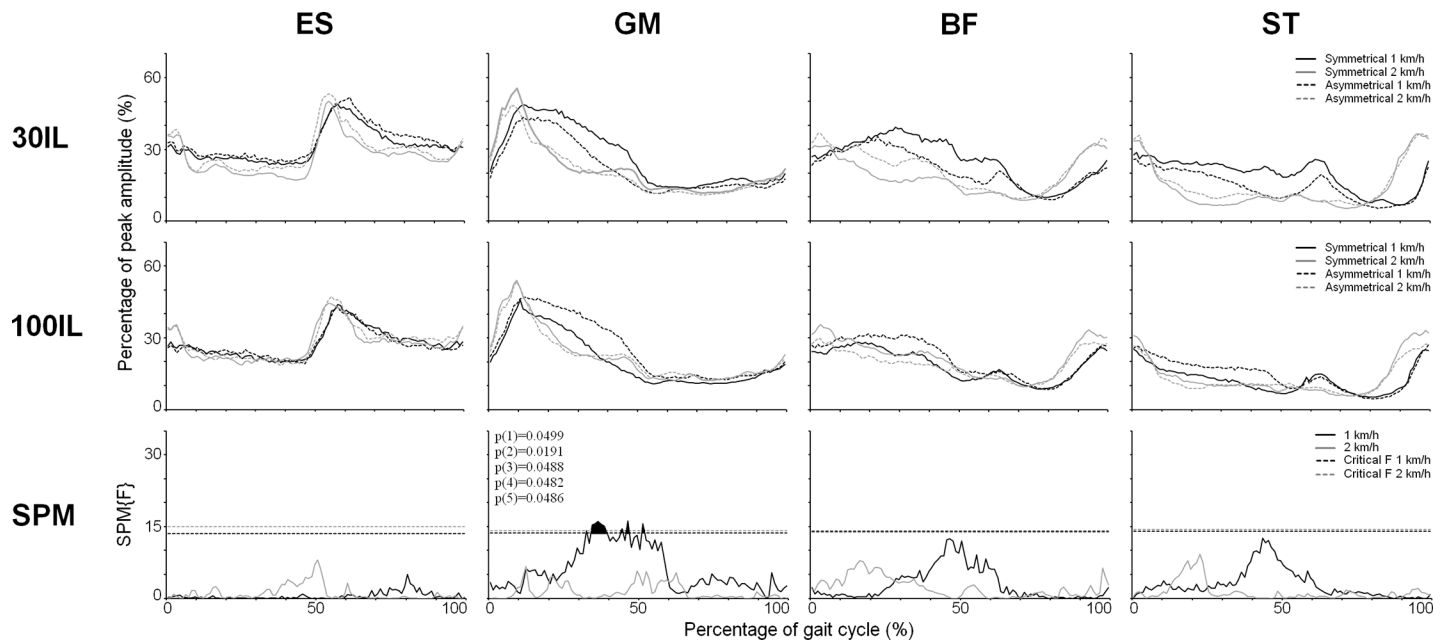 ES GM BF ST
30IL
100IL
SPM
Percentage of peak amplitude (%)
SPM{F}
60
30
0
Symmetrical 1 km/h
Symmetrical 2 km/h
Asymmetrical 1 km/h
Asymmetrical 2 km/h
60
30
0
Symmetrical 1 km/h
Symmetrical 2 km/h
Asymmetrical 1 km/h
Asymmetrical 2 km/h
30
15
0
p(1)=0.0499
p(2)=0.0191
p(3)=0.0488
p(4)=0.0482
p(5)=0.0486
1 km/h
2 km/h
Critical F 1 km/h
Critical F 2 km/h
0 50 100 0 50 100 0 50 100 0 50 100
Percentage of gait cycle (%)